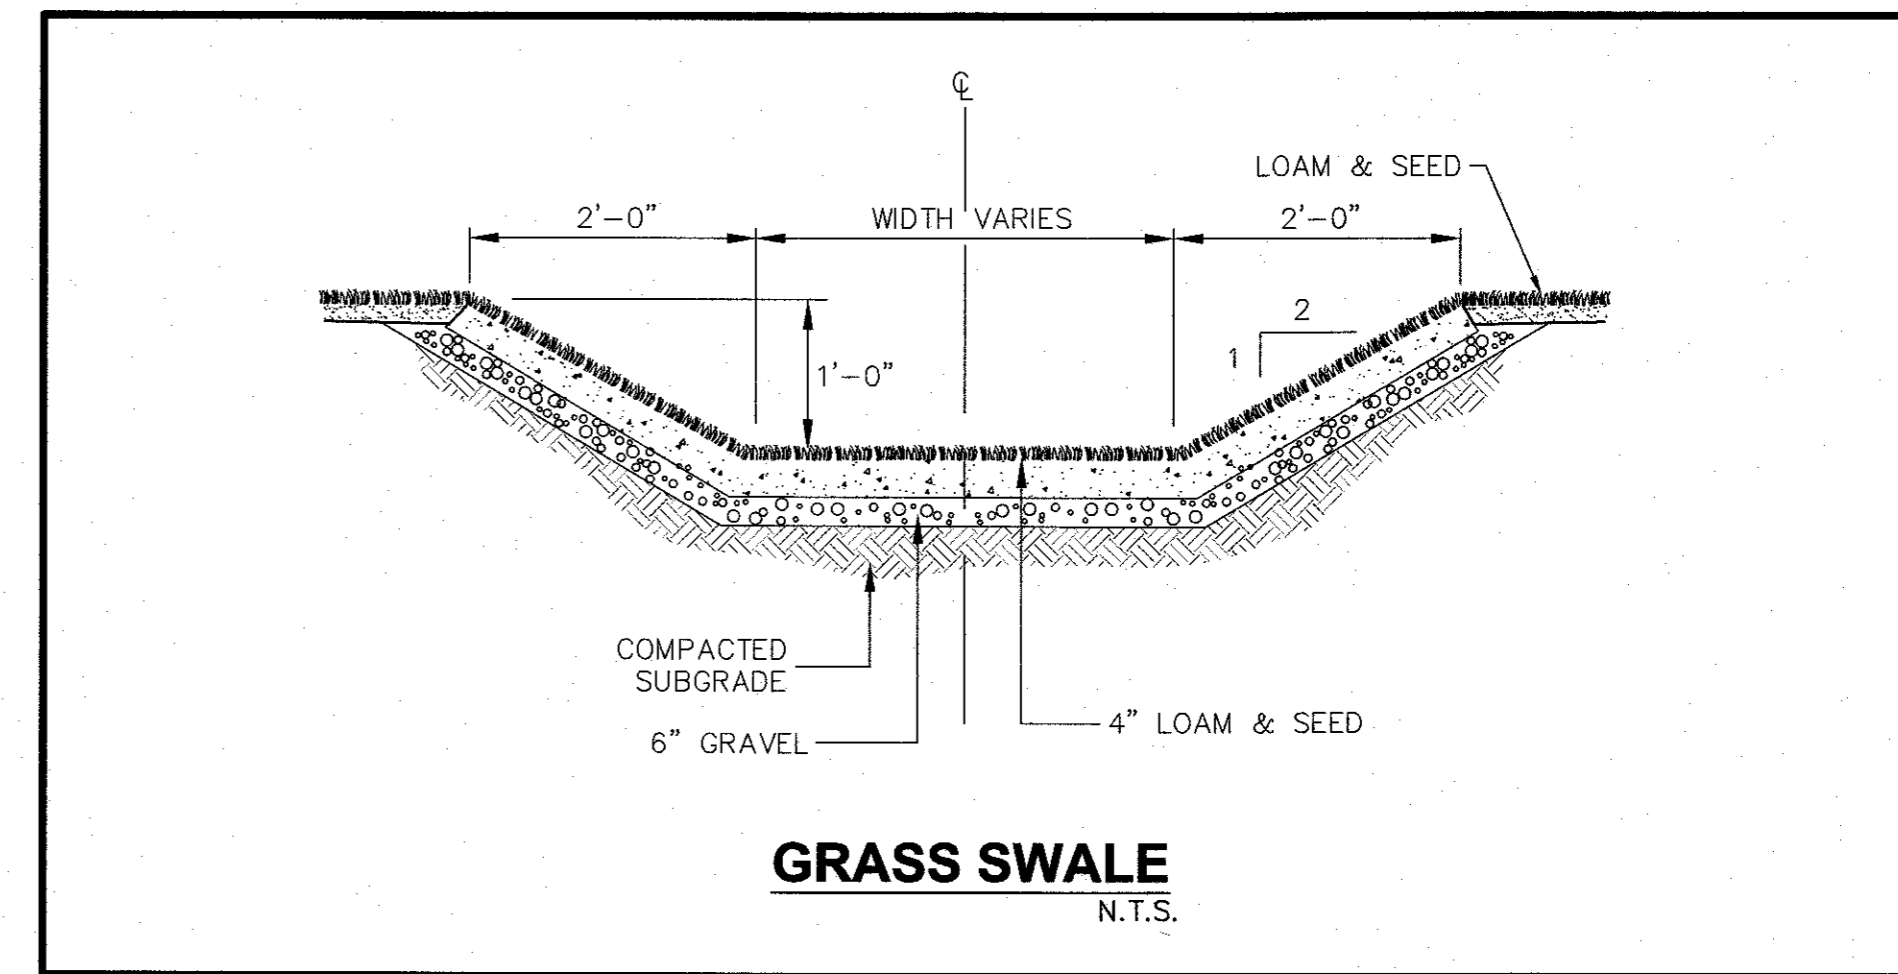 ℄
LOAM & SEED
2'-0" WIDTH VARIES 2'-0"
2
1
1'-0"
COMPACTED
SUBGRADE
4" LOAM & SEED
6" GRAVEL
GRASS SWALE
N.T.S.